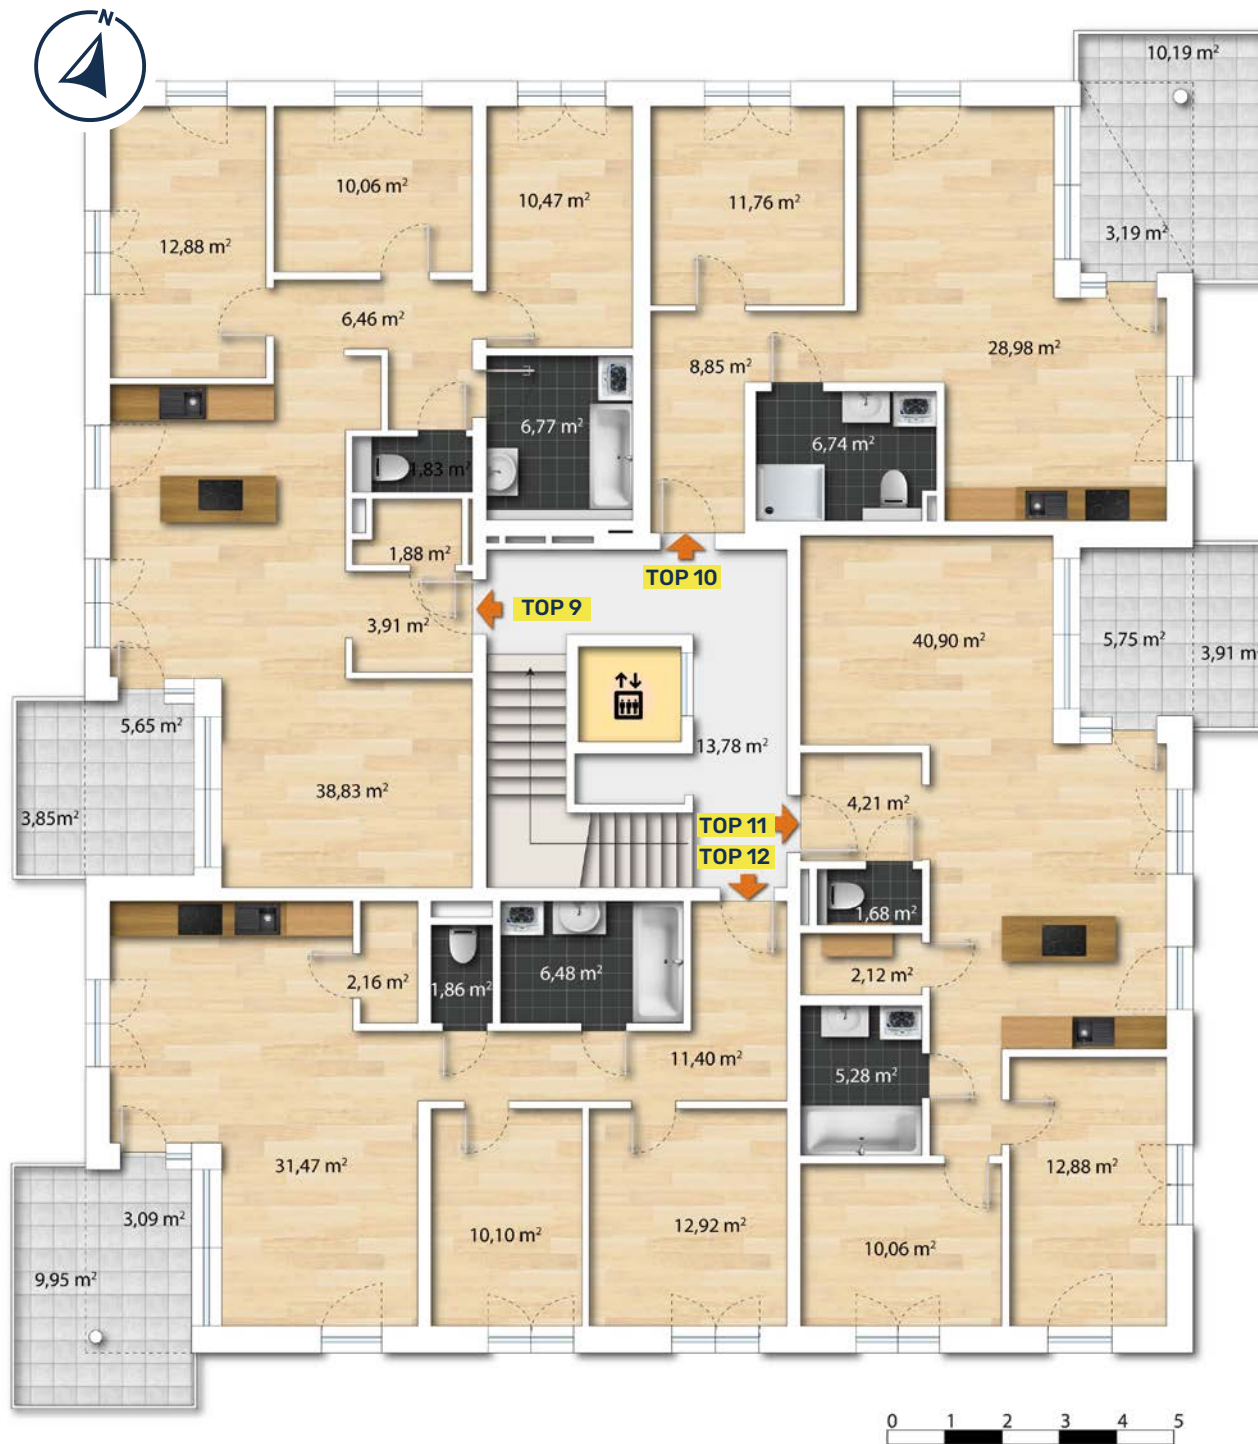 N
10,19 m²
10,06 m²
10,47 m²
11,76 m²
12,88 m²
3,19 m²
6,46 m²
28,98 m²
8,85 m²
6,77 m²
6,74 m²
1,83 m²
1,88 m²
TOP 10
TOP 9
3,91 m²
40,90 m²
5,75 m²
3,91 m
5,65 m²
13,78 m²
38,83 m²
4,21 m²
3,85m²
TOP 11
TOP 12
1,68 m²
6,48 m²
2,16 m²
1,86 m²
2,12 m²
11,40 m²
5,28 m²
31,47 m²
12,88 m²
3,09 m²
12,92 m²
10,10 m²
10,06 m²
9,95 m²
0 1 2 3 4 5